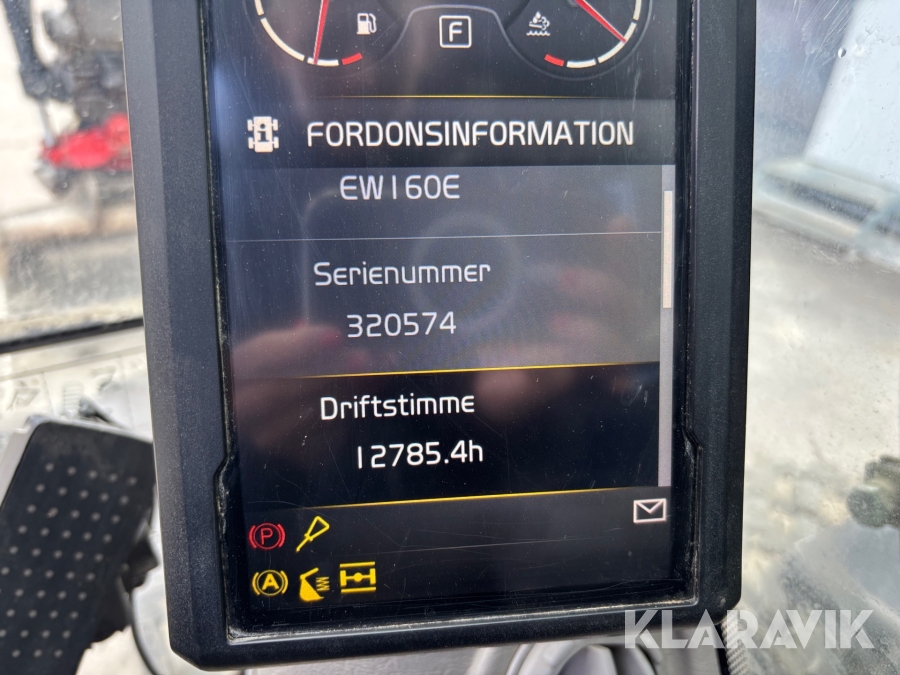 F
FORDONSINFORMATION
EW160E
Serienummer
320574
Driftstimme
12785.4h
P
A
KLARAVIK